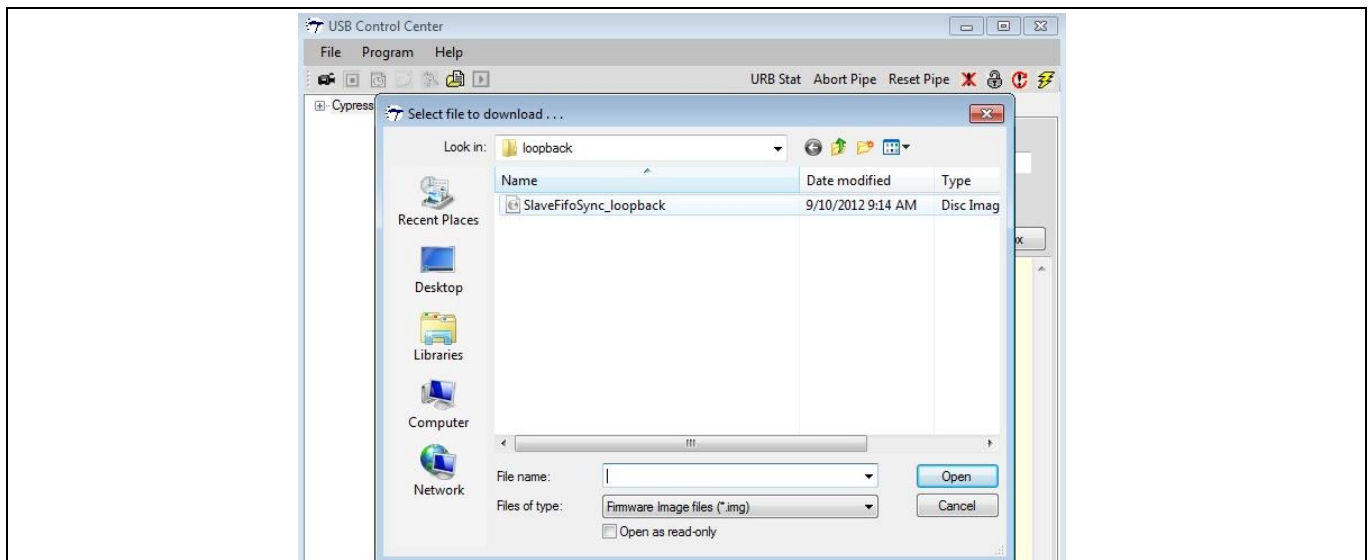 USB Control Center
File Program Help
URB Stat Abort Pipe Reset Pipe
Cypress
Select file to download . . .
Look in: loopback
Name Date modified Type
SlaveFifoSync_loopback 9/10/2012 9:14 AM Disc Imag
Recent Places
Desktop
Libraries
Computer
Network
File name:
Open
Files of type: Firmware Image files (*.img)
Cancel
Open as read-only